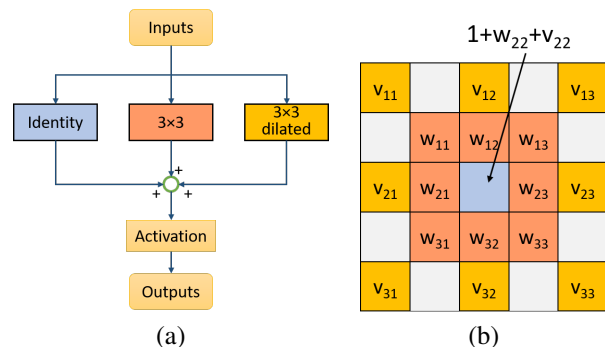 Inputs
Identity
3×3
3×3
dilated
+
+ +
Activation
Outputs
(a)
1+w₂₂+v₂₂
v₁₁ v₁₂ v₁₃
w₁₁ w₁₂ w₁₃
v₂₁ w₂₁ w₂₃ v₂₃
w₃₁ w₃₂ w₃₃
v₃₁ v₃₂ v₃₃
(b)